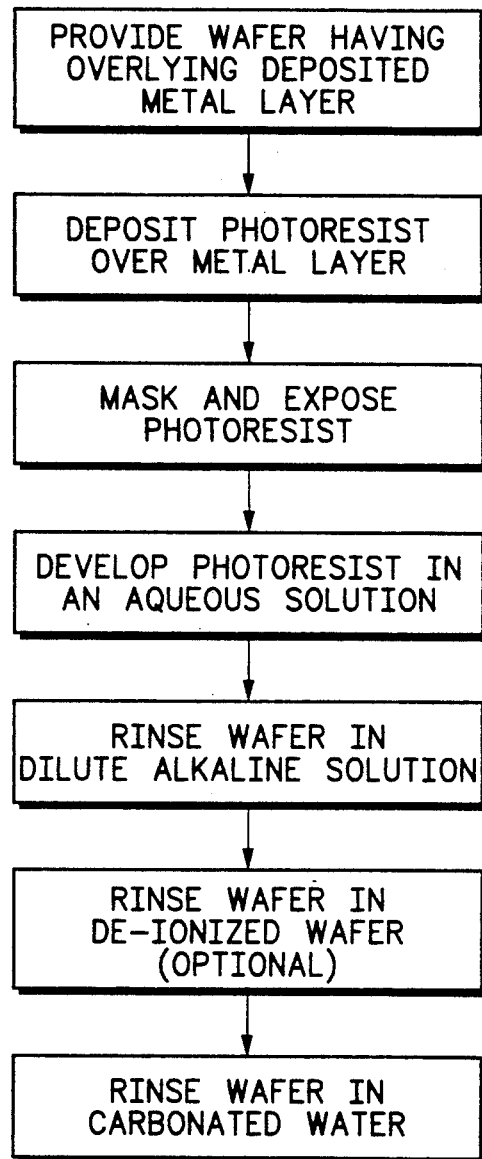 PROVIDE WAFER HAVING
OVERLYING DEPOSITED
METAL LAYER
DEPOSIT PHOTORESIST
OVER METAL LAYER
MASK AND EXPOSE
PHOTORESIST
DEVELOP PHOTORESIST IN
AN AQUEOUS SOLUTION
RINSE WAFER IN
DILUTE ALKALINE SOLUTION
RINSE WAFER IN
DE-IONIZED WAFER
(OPTIONAL)
RINSE WAFER IN
CARBONATED WATER